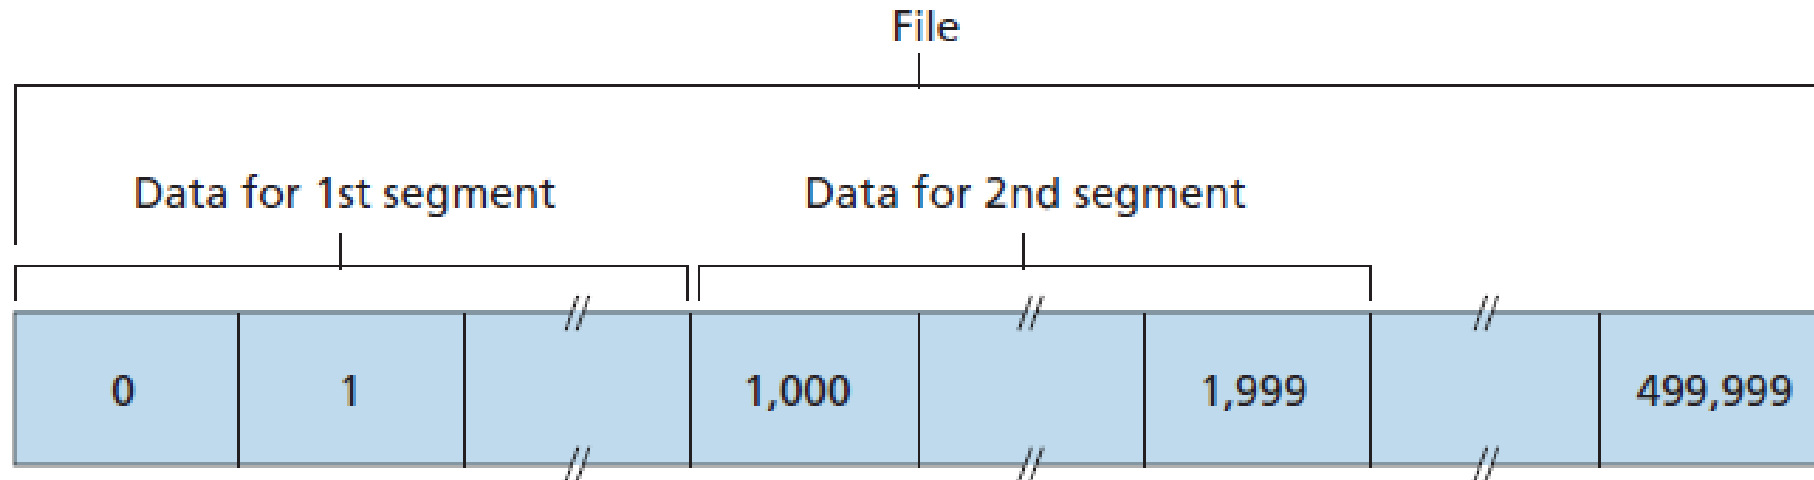 File
Data for 1st segment Data for 2nd segment
0 1 1,000 1,999 499,999